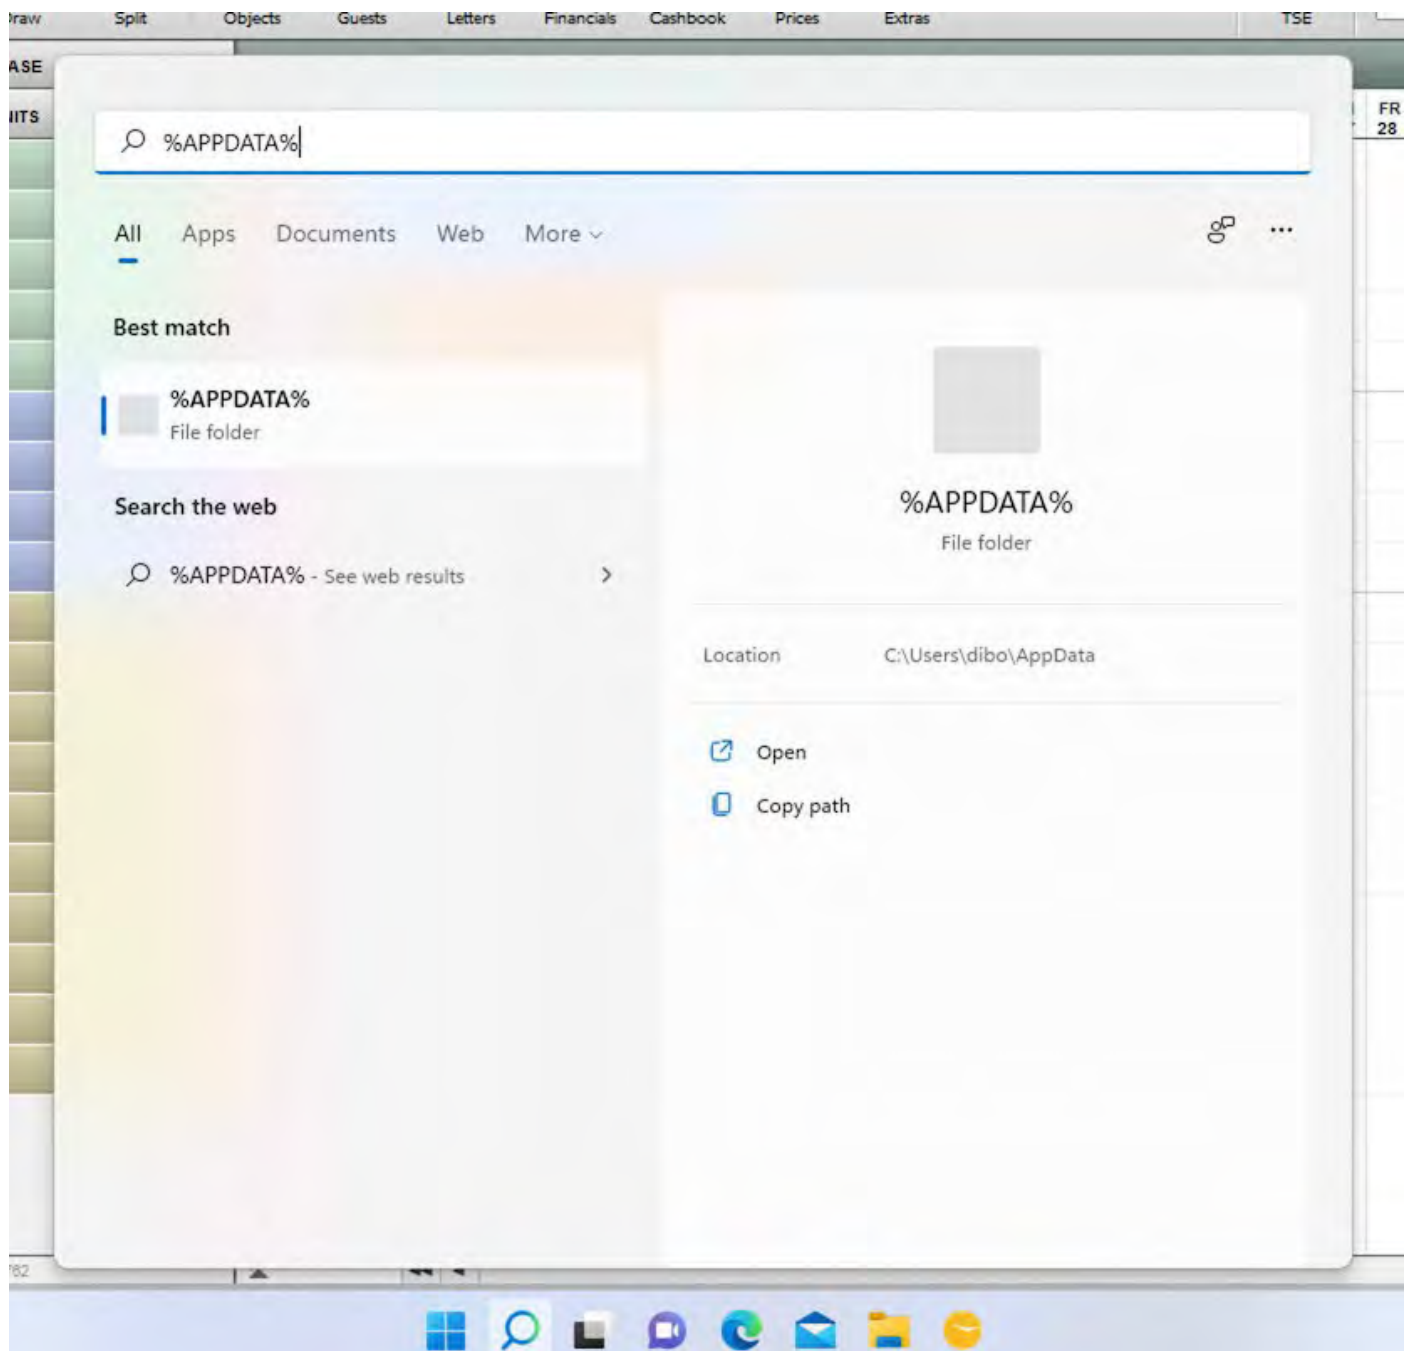 Split Objects Guests Letters Financials Cashbook Prices Extras TSE
%APPDATA%
FR
28
All Apps Documents Web More
Best match
%APPDATA%
File folder
Search the web
%APPDATA% - See web results
%APPDATA%
File folder
Location C:\Users\dibo\AppData
Open
Copy path